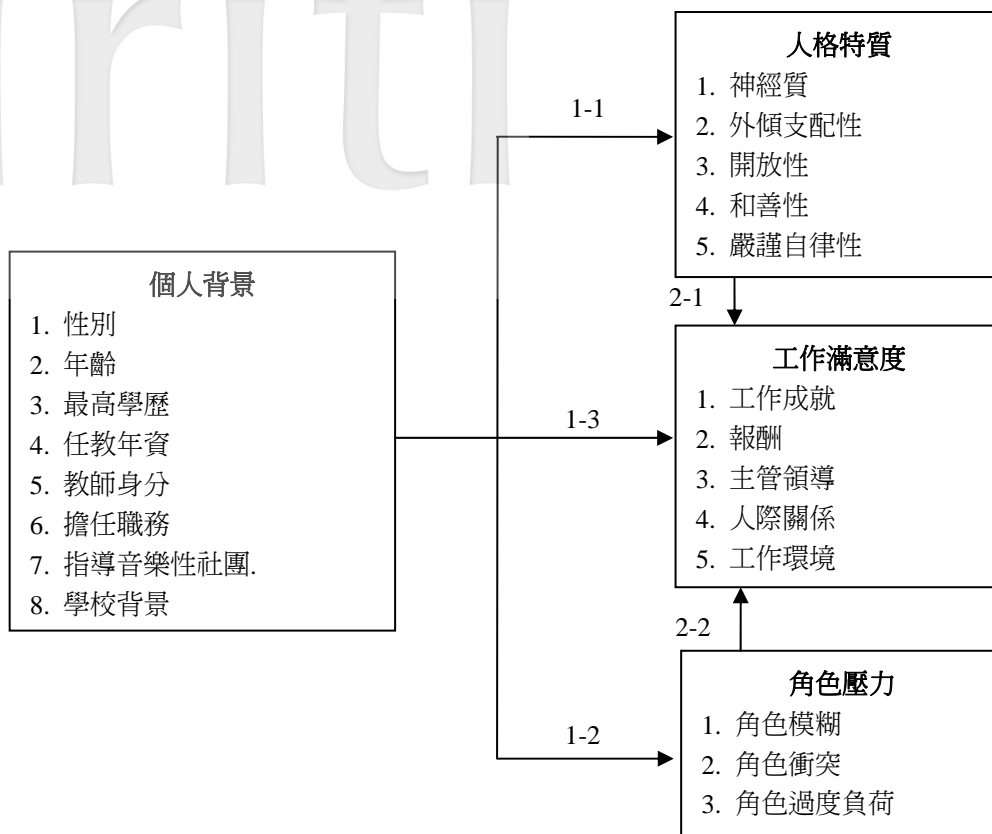 人格特質
1. 神經質
2. 外傾支配性
3. 開放性
4. 和善性
5. 嚴謹自律性
1-1
個人背景
1. 性別
2. 年齡
3. 最高學歷
4. 任教年資
5. 教師身分
6. 擔任職務
7. 指導音樂性社團.
8. 學校背景
2-1
1-3
工作滿意度
1. 工作成就
2. 報酬
3. 主管領導
4. 人際關係
5. 工作環境
2-2
1-2
角色壓力
1. 角色模糊
2. 角色衝突
3. 角色過度負荷